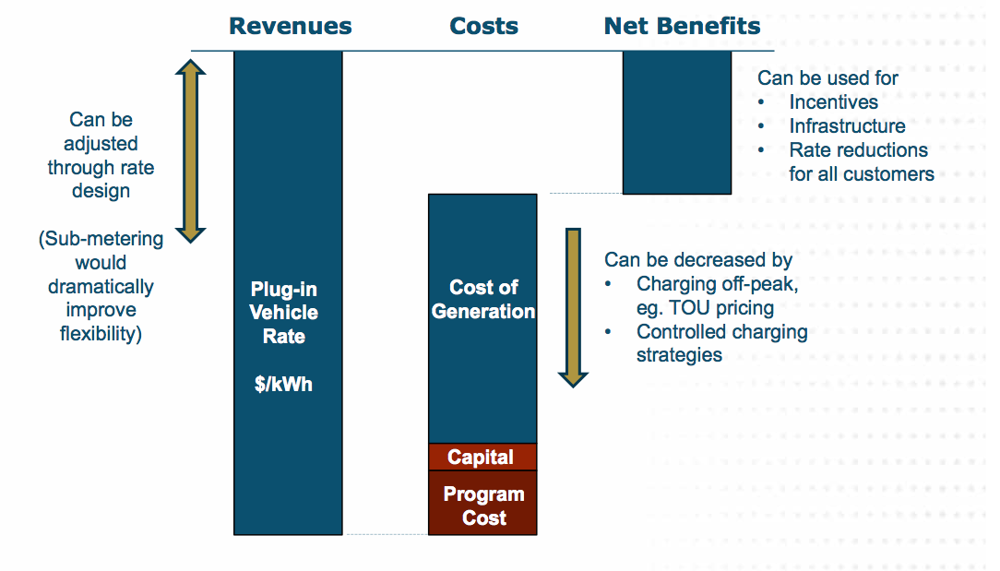 Revenues
Costs
Net Benefits
Can be
adjusted
through rate
design
(Sub-metering
would
dramatically
improve
flexibility)
Plug-in
Vehicle
Rate
$/kWh
Cost of
Generation
Capital
Program
Cost
Can be used for
• Incentives
• Infrastructure
• Rate reductions
for all customers
Can be decreased by
• Charging off-peak,
eg. TOU pricing
• Controlled charging
strategies